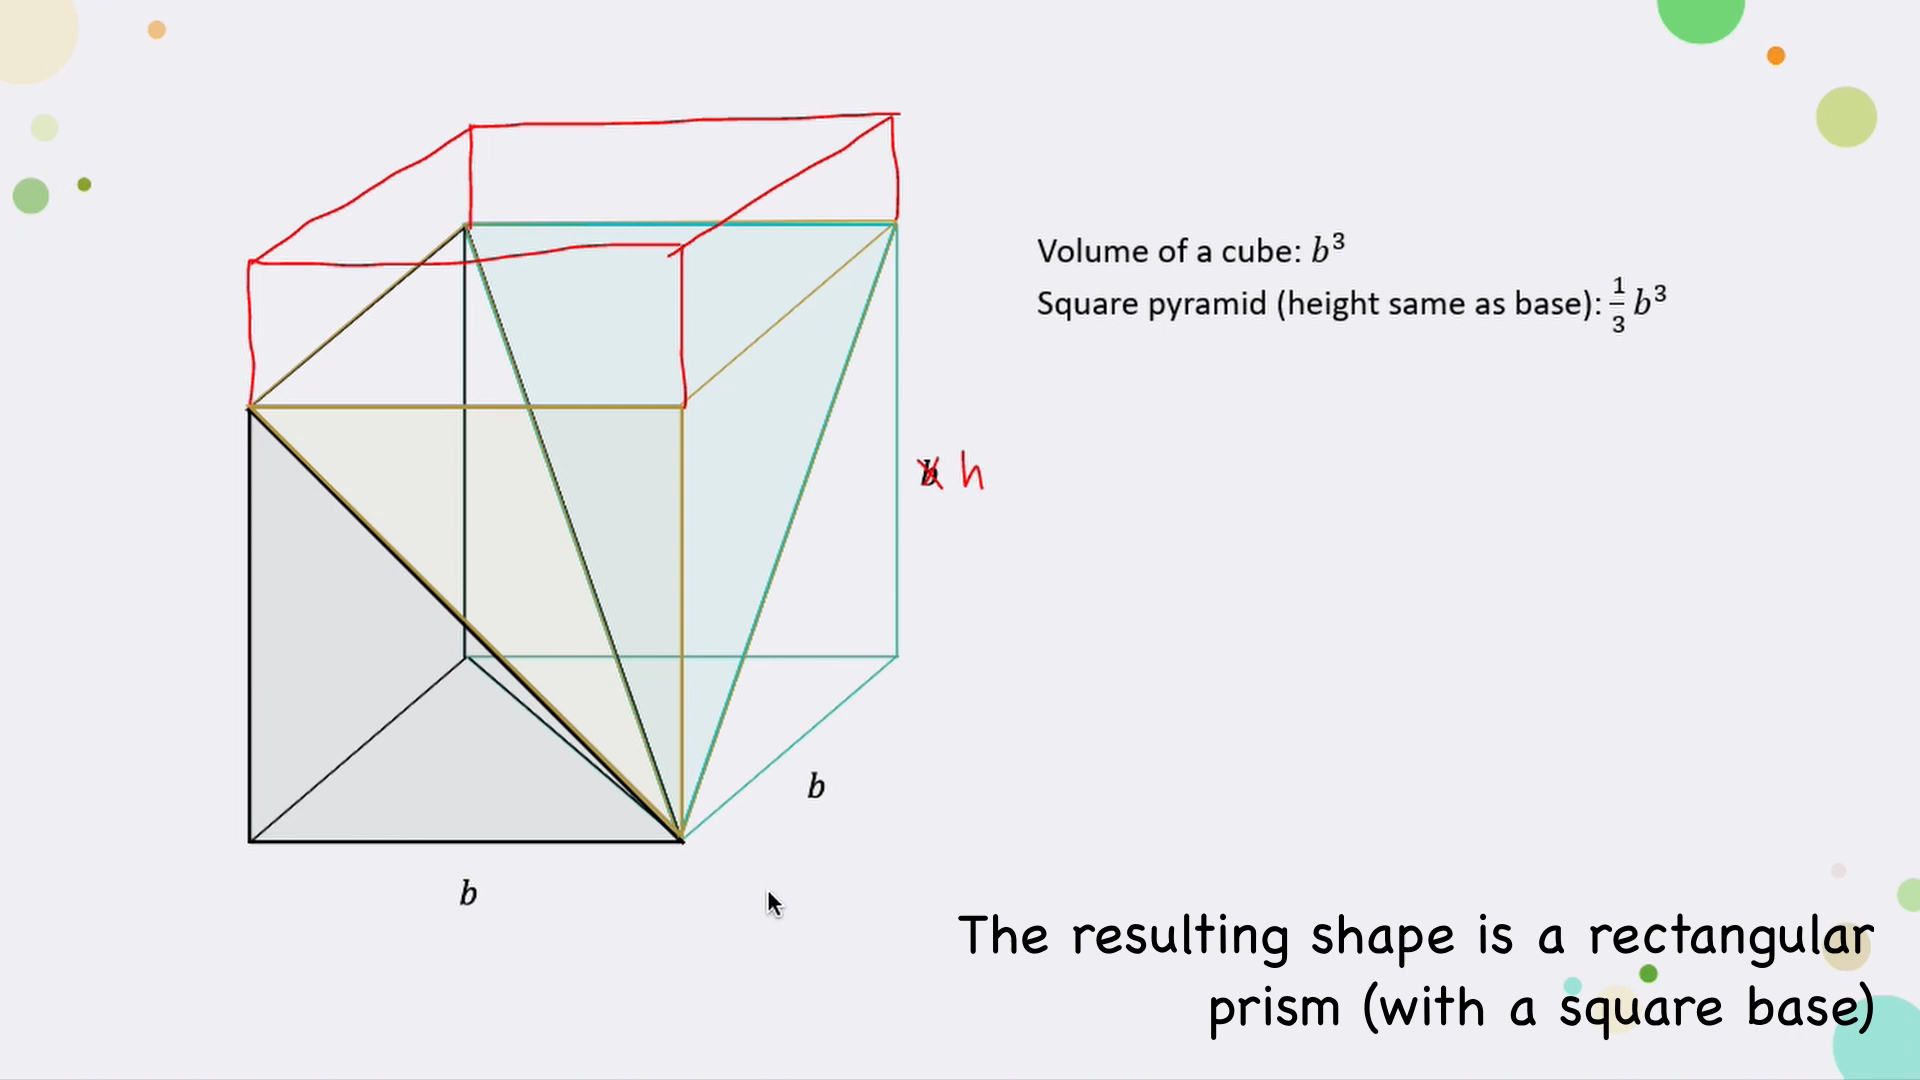 Volume of a cube: b³
Square pyramid (height same as base): 1/3 b³
b h
b
b
The resulting shape is a rectangular
prism (with a square base)